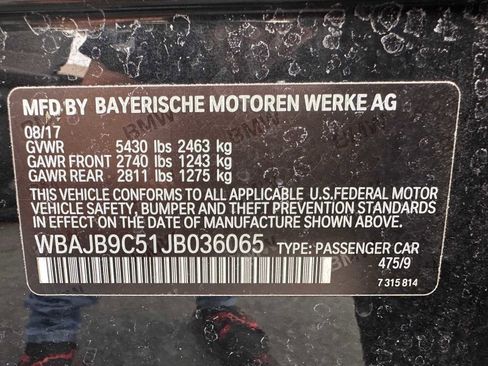 MFD BY BAYERISCHE MOTOREN WERKE AG
08/17
GVWR 5430 lbs 2463 kg
GAWR FRONT 2740 lbs 1243 kg
GAWR REAR 2811 lbs 1275 kg
THIS VEHICLE CONFORMS TO ALL APPLICABLE U.S.FEDERAL MOTOR
VEHICLE SAFETY, BUMPER AND THEFT PREVENTION STANDARDS
IN EFFECT ON THE DATE OF MANUFACTURE SHOWN ABOVE.
WBAJB9C51JB036065 TYPE: PASSENGER CAR
475/9
7 315 814